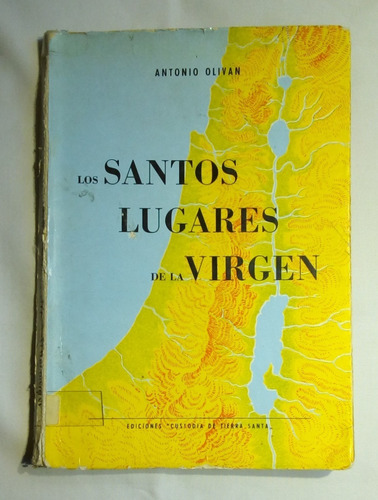 ANTONIO OLIVAN
LOS SANTOS
LUGARES
DE LA VIRGEN
EDICIONES "CUSTODIA DE TIERRA SANTA„